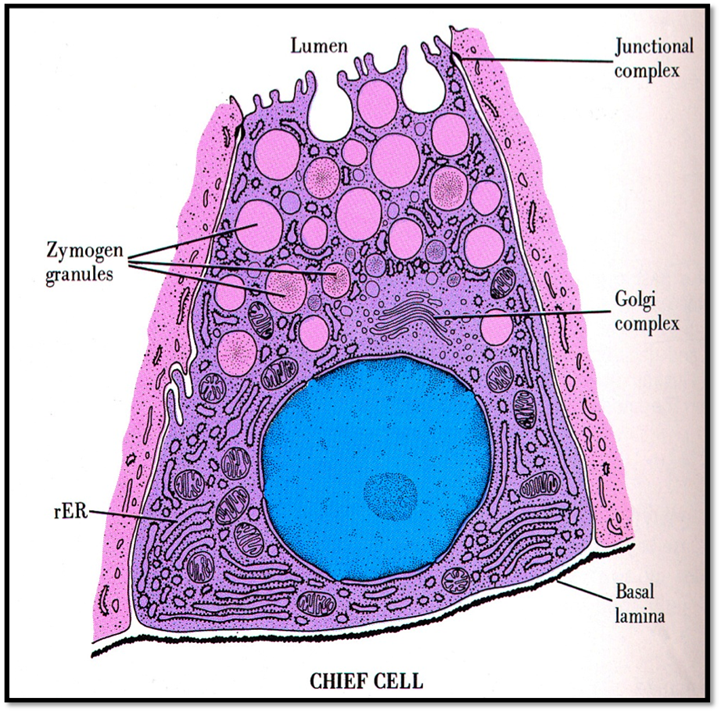 Lumen
Junctional
complex
Zymogen
granules
Golgi
complex
rER
Basal
lamina
CHIEF CELL